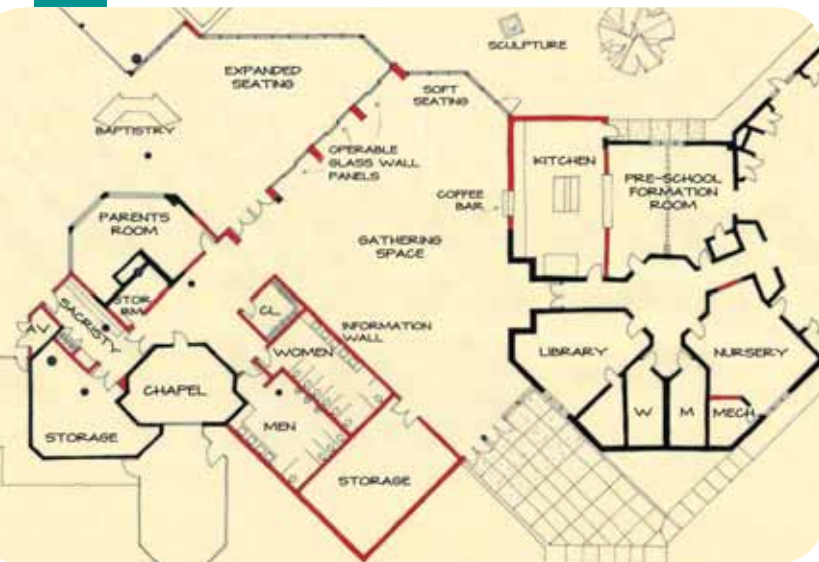 SCULPTURE
EXPANDED
SEATING
SOFT
SEATING
BAPTISTRY
OPERABLE
GLASS WALL
PANELS
KITCHEN
PRE-SCHOOL
FORMATION
ROOM
COFFEE
BAR
PARENTS
ROOM
GATHERING
SPACE
STOR
RM
SACRISTY
AV
CL
INFORMATION
WALL
WOMEN
LIBRARY
NURSERY
CHAPEL
MEN
W
M
MECH
STORAGE
STORAGE